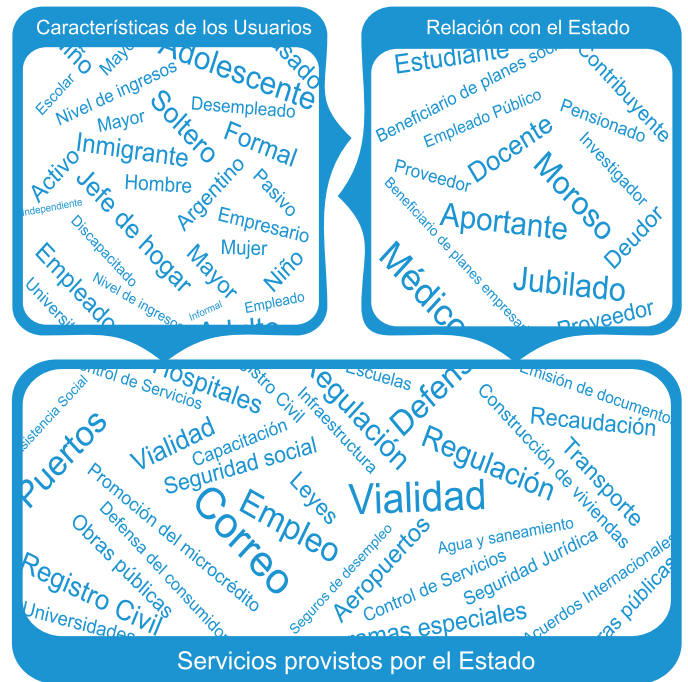 Características de los Usuarios
Adolescente
Mayor
Escolar
Nivel de ingresos
Desempleado
Soltero
Mayor
Formal
Inmigrante
Activo
Hombre
Argentino
Pasivo
Jefe de hogar
Independiente
Empresario
Discapacitado
Mujer
Mayor
Niño
Empleado
Nivel de ingresos
Informal
Empleado
Relación con el Estado
Estudiante
Contribuyente
Beneficiario de planes
Empleado Público
Pensionado
Docente
Investigador
Proveedor
Moroso
Beneficiario de planes
Aportante
Deudor
Médico
Jubilado
Proveedor
Hospitales
Control de Servicios
Registro Civil
Escuelas
Regulación
Infraestructura
Emisión de
Recaudación
Construcción de viviendas
Puertos
Vialidad
Capacitación
Seguridad social
Regulación
Transporte
Leyes
Vialidad
Promoción del microcrédito
Correo
Empleo
Defensa del consumidor
Obras públicas
Seguros de desempleo
Aeropuertos
Agua y saneamiento
Control de Servicios
Seguridad Jurídica
Acuerdos Internacionales
públicas
Registro Civil
Universidades
especiales
Servicios provistos por el Estado